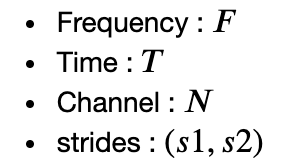 • Frequency : F
• Time : T
• Channel : N
• strides : (s1, s2)